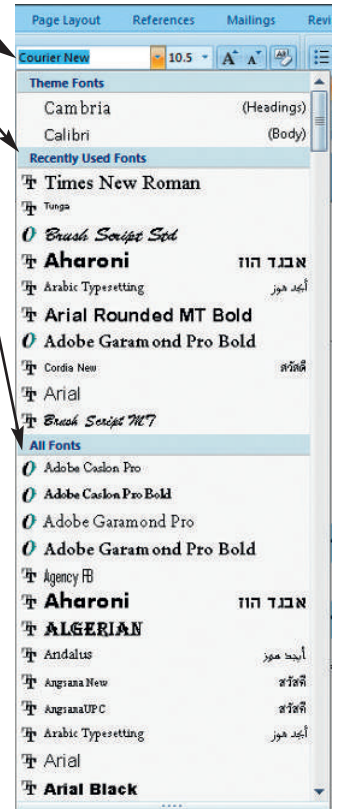 Page Layout References Mailings Revi
Courier New 10.5 A A
Theme Fonts
Cambria (Headings)
Calibri (Body)
Recently Used Fonts
Times New Roman
Tunga
Brush Script Std
Aharoni אבגד הוז
Arabic Typesetting أبجد هوز
Arial Rounded MT Bold
Adobe Garamond Pro Bold
Cordia New สวัสดี
Arial
Brush Script MT
All Fonts
Adobe Caslon Pro
Adobe Caslon Pro Bold
Adobe Garamond Pro
Adobe Garamond Pro Bold
Agency FB
Aharoni אבגד הוז
ALGERIAN
Andalus أبجد هوز
Angsana New สวัสดี
AngsanaUPC สวัสดี
Arabic Typesetting أبجد هوز
Arial
Arial Black